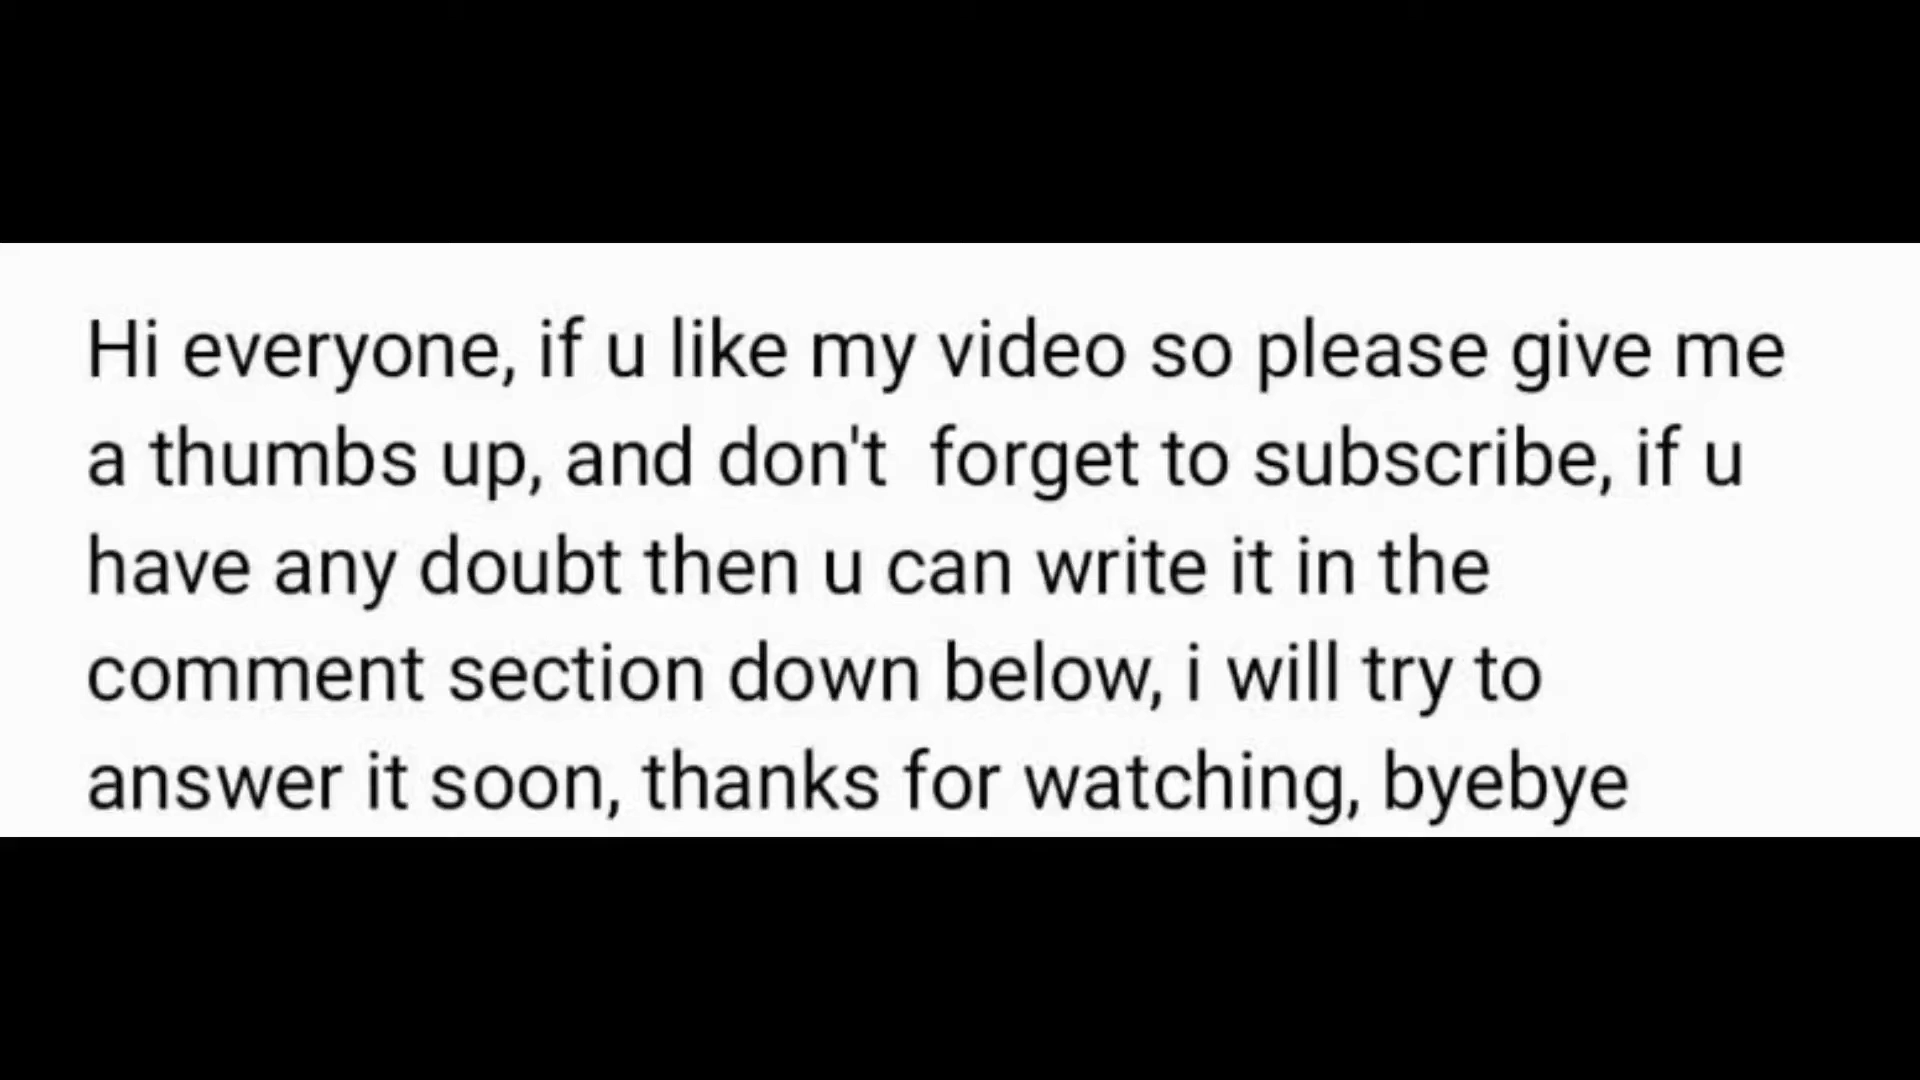 Hi everyone, if u like my video so please give me
a thumbs up, and don't  forget to subscribe, if u
have any doubt then u can write it in the
comment section down below, i will try to
answer it soon, thanks for watching, byebye